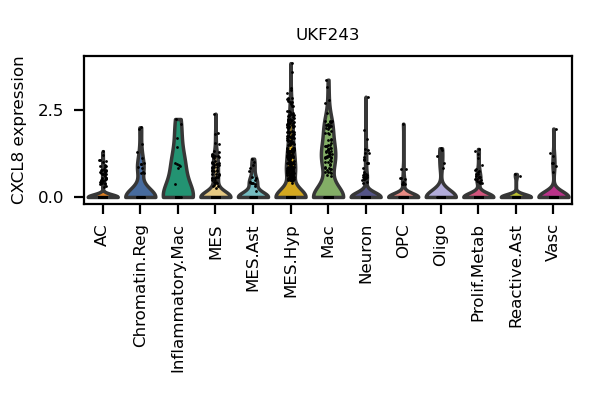 UKF243
CXCL8 expression
2.5
0.0
AC
Chromatin.Reg
Inflammatory.Mac
MES
MES.Ast
MES.Hyp
Mac
Neuron
OPC
Oligo
Prolif.Metab
Reactive.Ast
Vasc